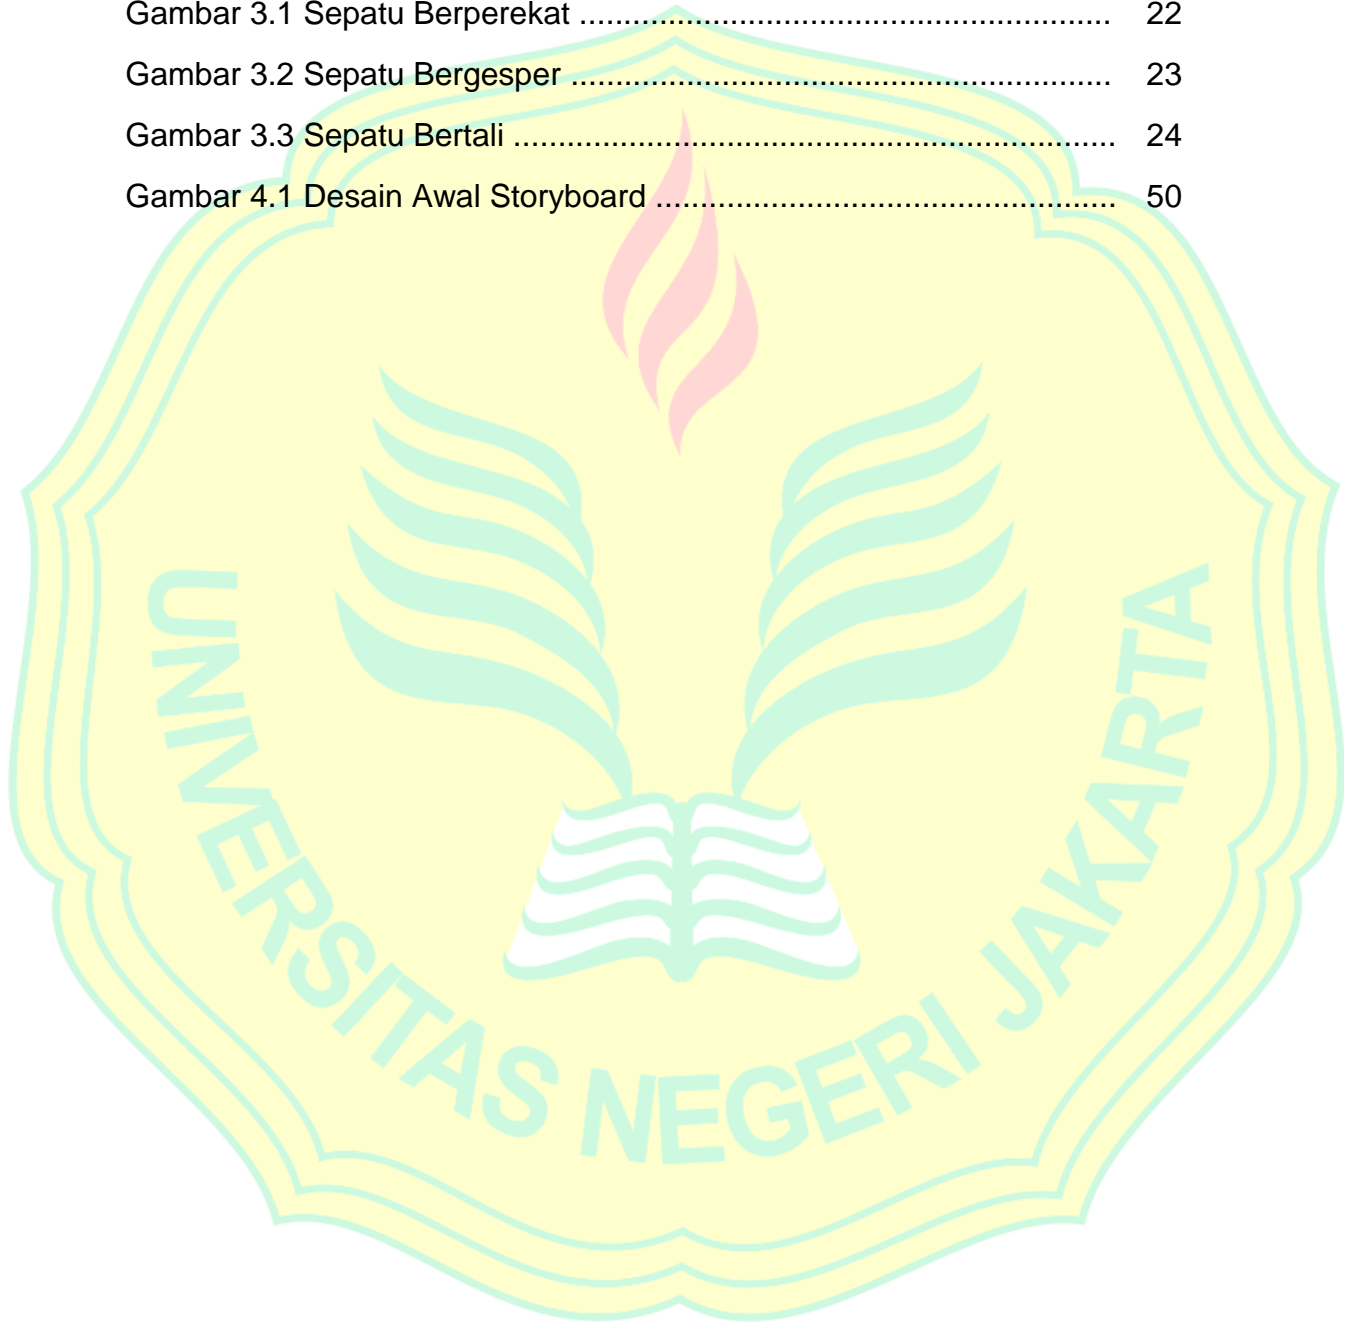 Gambar 3.1 Sepatu Berperekat ........................................................... 22
Gambar 3.2 Sepatu Bergesper ............................................................ 23
Gambar 3.3 Sepatu Bertali ................................................................... 24
Gambar 4.1 Desain Awal Storyboard ................................................... 50
UNIVERSITAS NEGERI JAKARTA